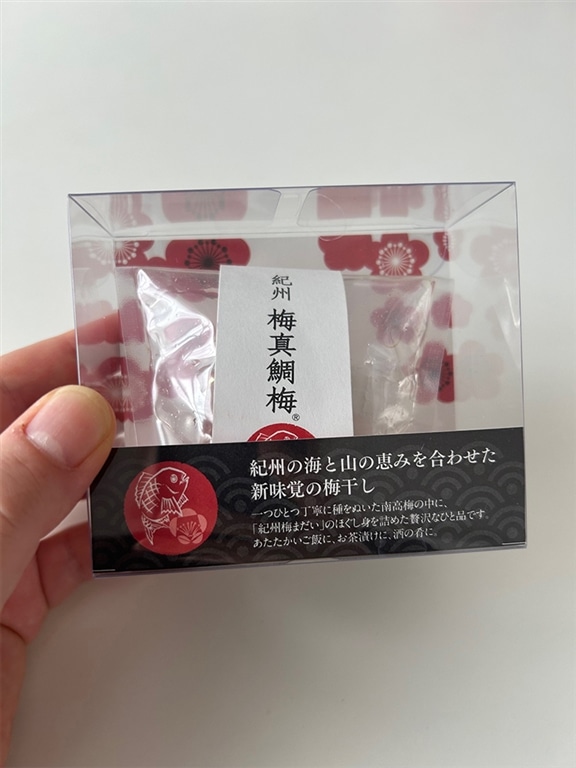 紀州
梅真鯛梅®
紀州の海と山の恵みを合わせた
新味覚の梅干し
一つひとつ丁寧に種をぬいた南高梅の中に、
「紀州梅まだい」のほぐし身を詰めた贅沢なひと品です。
あたたかいご飯に、お茶漬けに、酒の肴に。